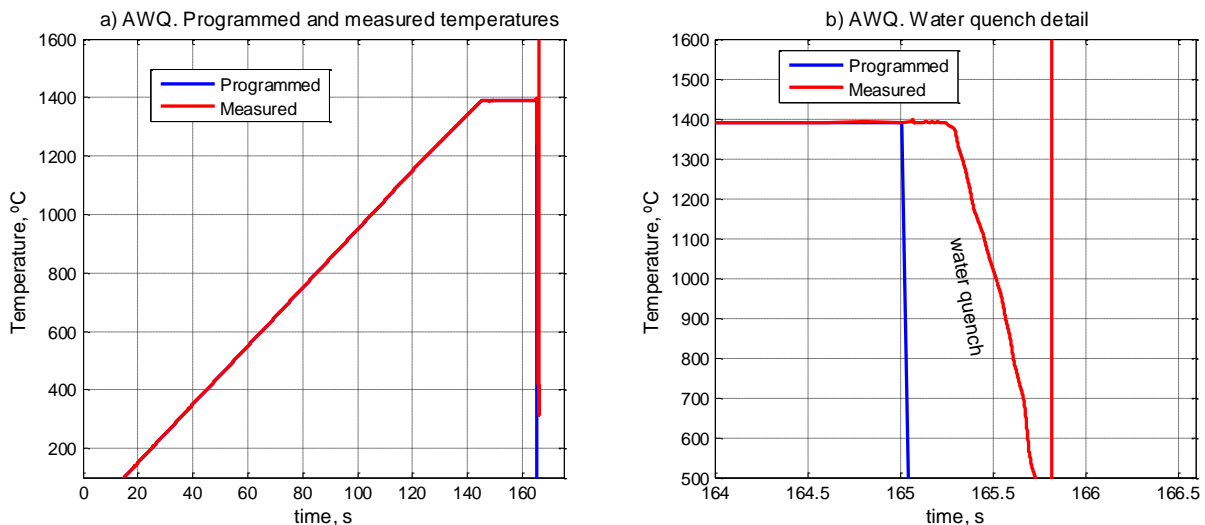 a) AWQ. Programmed and measured temperatures
1600
1400
1200
1000
800
600
400
200
Temperature, ºC
Programmed
Measured
0 20 40 60 80 100 120 140 160
time, s
b) AWQ. Water quench detail
1600
1500
1400
1300
1200
1100
1000
900
800
700
600
500
Temperature, ºC
Programmed
Measured
water quench
164 164.5 165 165.5 166 166.5
time, s